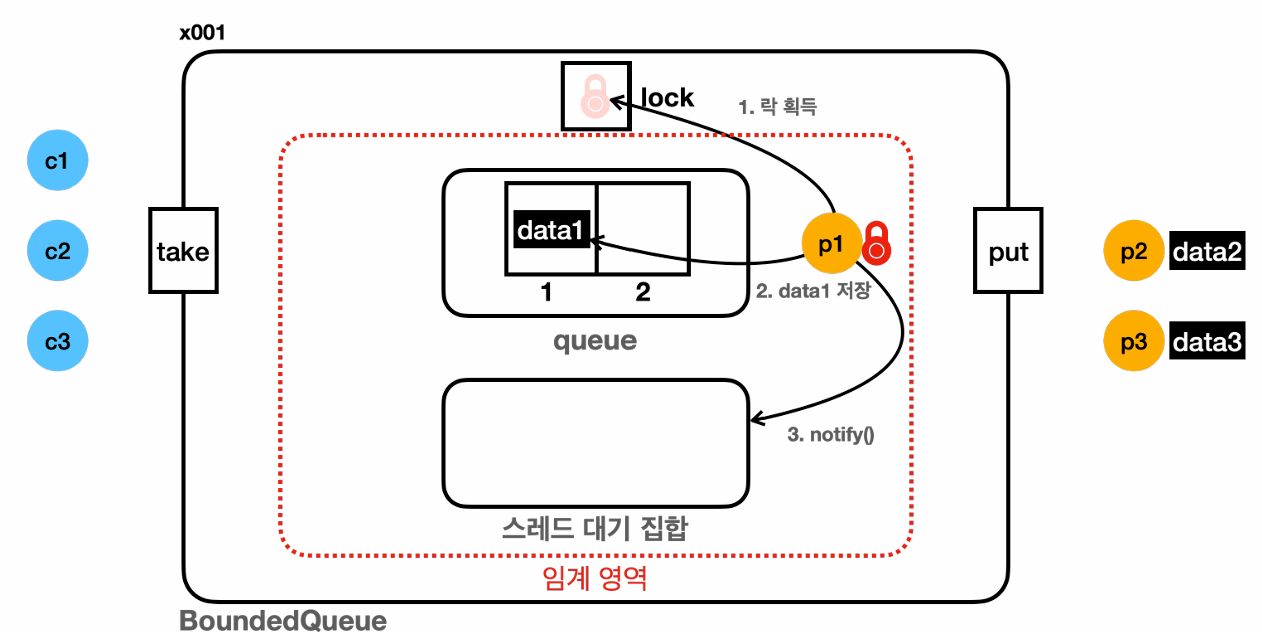 x001
lock
1. 락 획득
c1
c2
c3
take
data1
1
2
queue
p1
2. data1 저장
put
p2
data2
p3
data3
3. notify()
스레드 대기 집합
임계 영역
BoundedQueue